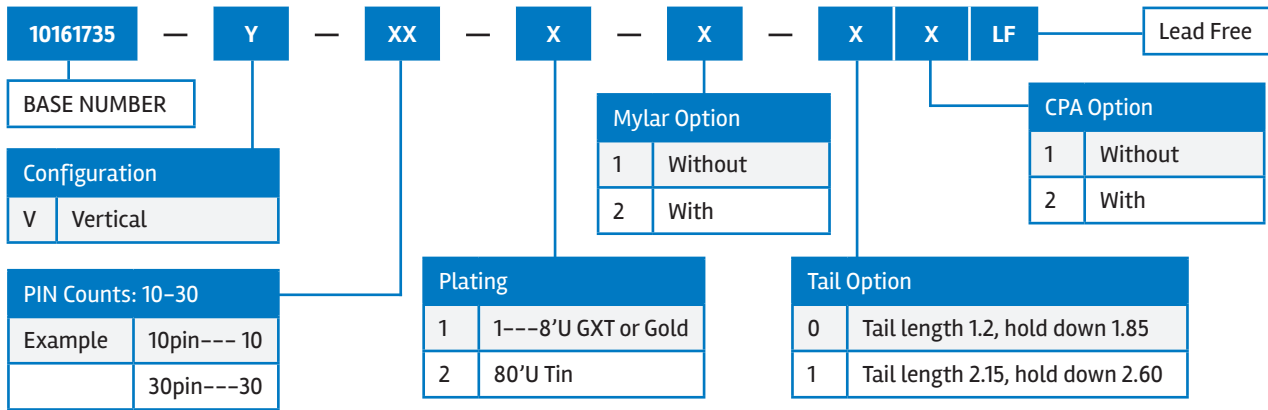 10161735 — Y — XX — X — X — X X LF Lead Free
BASE NUMBER
Configuration
V Vertical
PIN Counts: 10-30
Example 10pin--- 10
30pin---30
Plating
1 1---8'U GXT or Gold
2 80'U Tin
Mylar Option
1 Without
2 With
Tail Option
0 Tail length 1.2, hold down 1.85
1 Tail length 2.15, hold down 2.60
CPA Option
1 Without
2 With